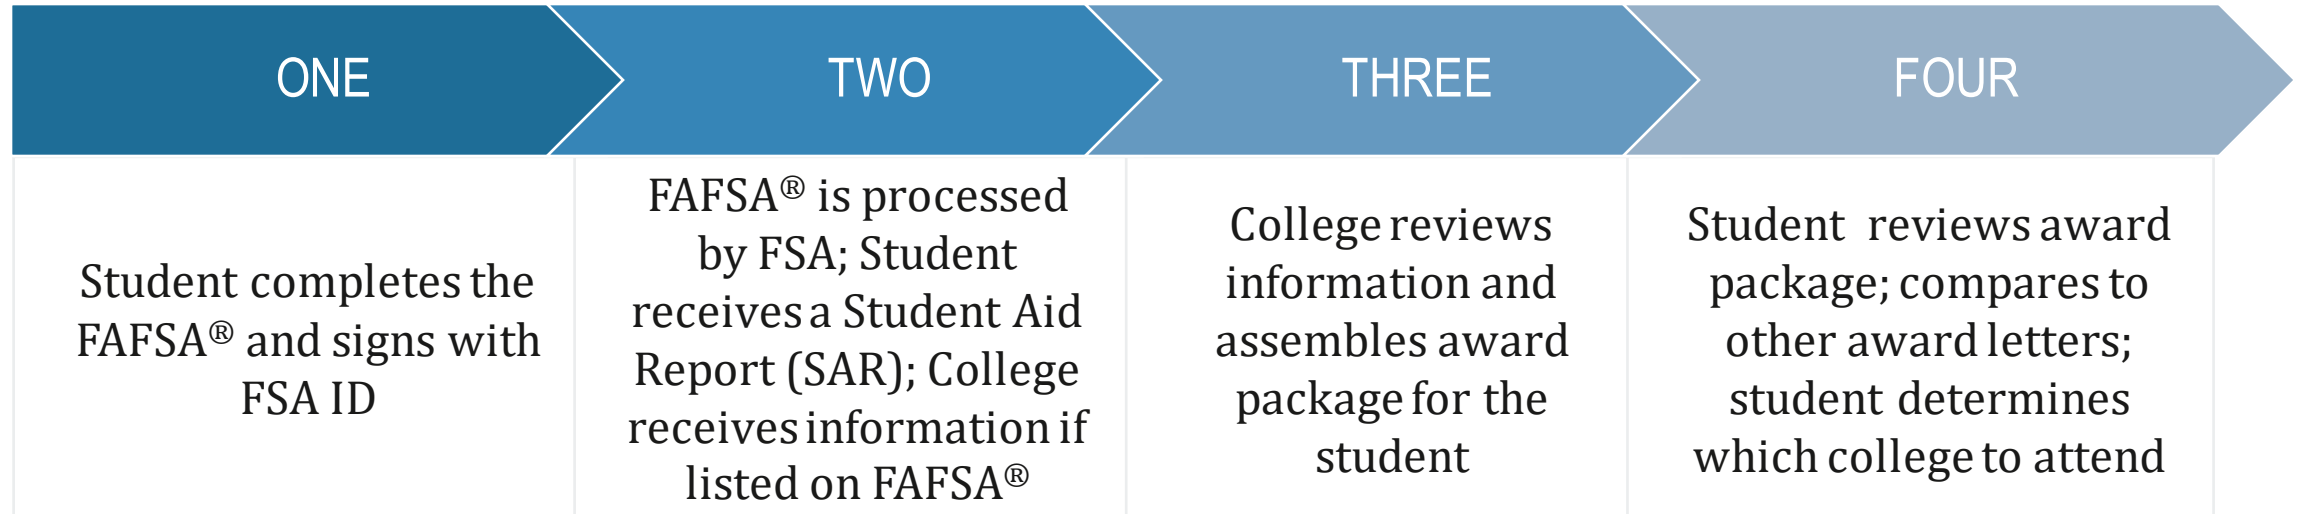 ONE
TWO
THREE
FOUR
Student completes the
FAFSA® and signs with
FSA ID
FAFSA® is processed
by FSA; Student
receives a Student Aid
Report (SAR); College
receives information if
listed on FAFSA®
College reviews
information and
assembles award
package for the
student
Student reviews award
package; compares to
other award letters;
student determines
which college to attend